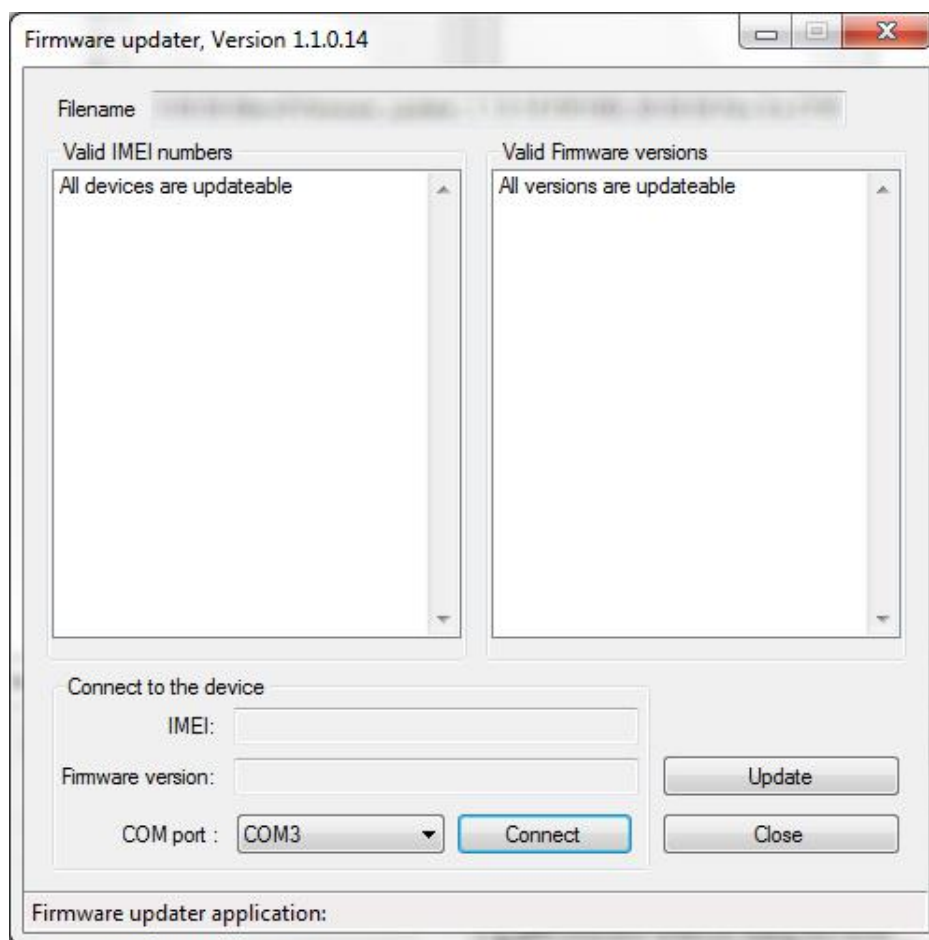 Firmware updater, Version 1.1.0.14
Filename
Valid IMEI numbers
All devices are updateable
Valid Firmware versions
All versions are updateable
Connect to the device
IMEI:
Firmware version:
Update
COM port :
COM3
Connect
Close
Firmware updater application: